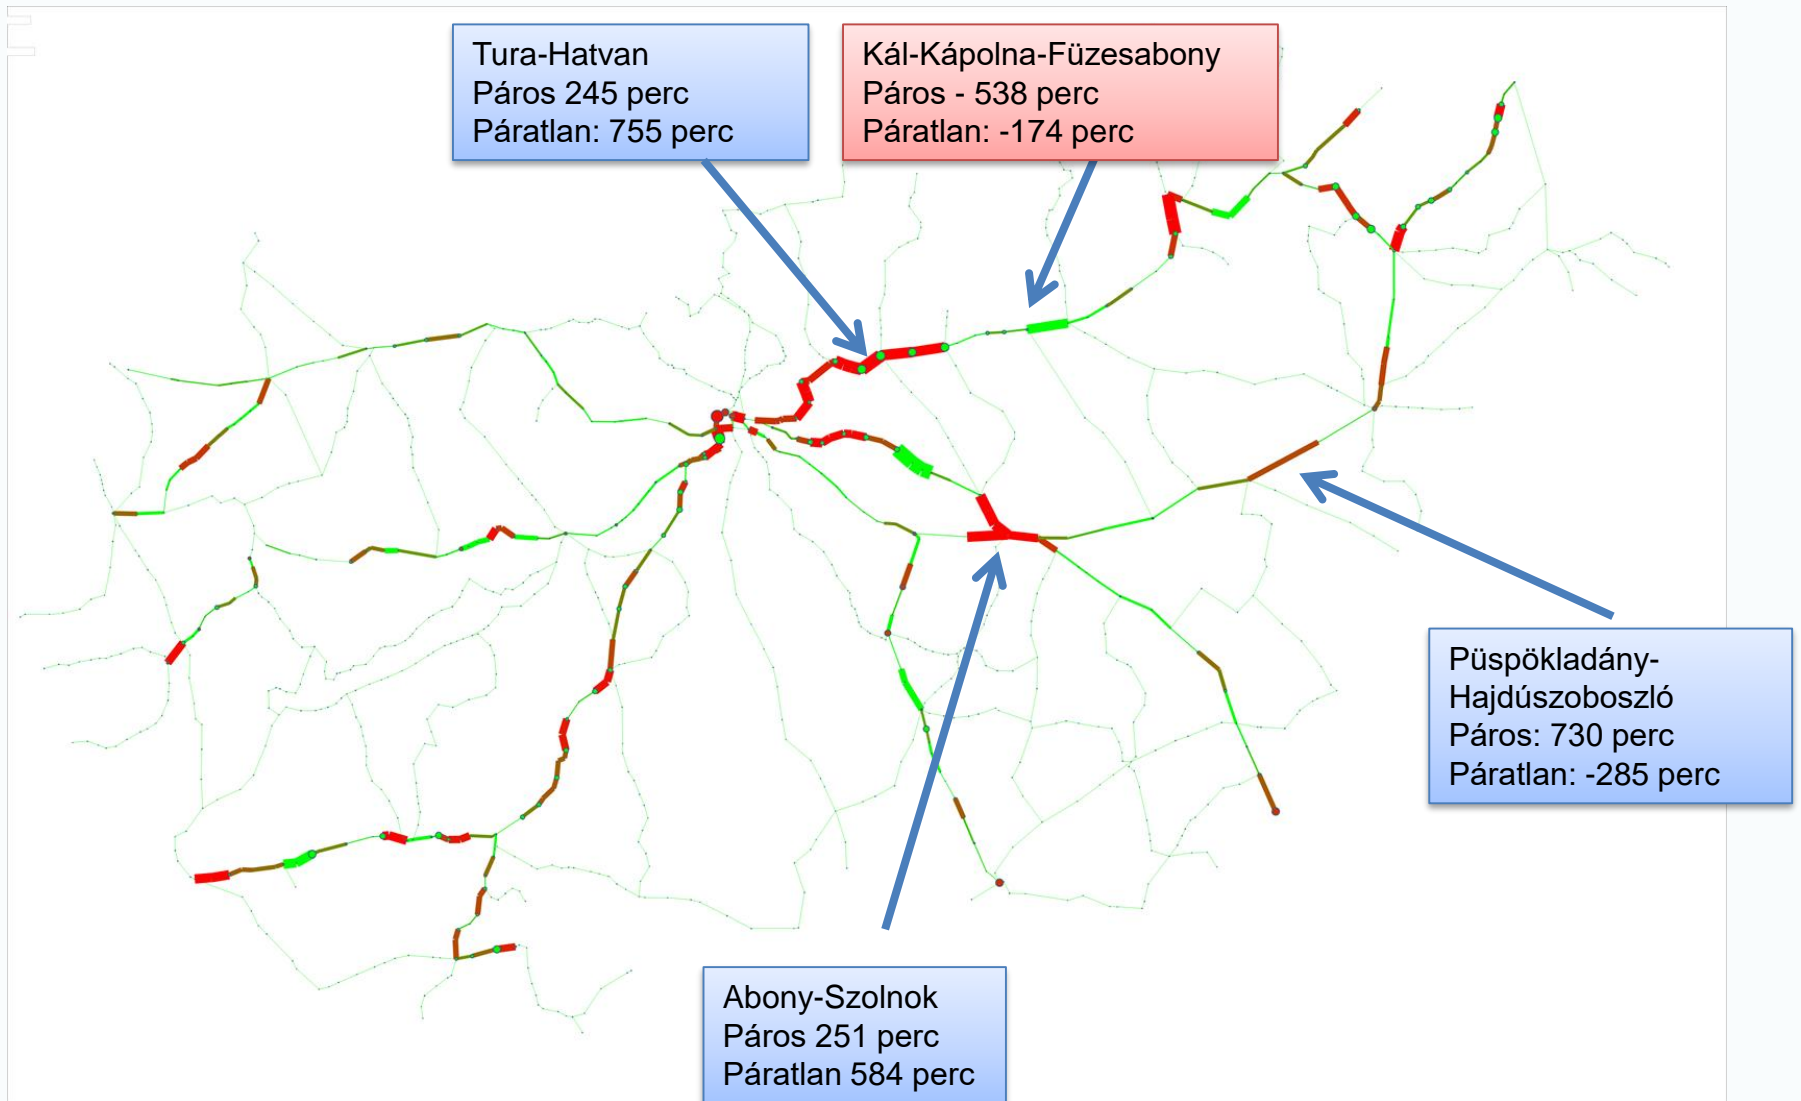 Tura-Hatvan
Páros 245 perc
Páratlan: 755 perc
Kál-Kápolna-Füzesabony
Páros - 538 perc
Páratlan: -174 perc
Püspökladány-
Hajdúszoboszló
Páros: 730 perc
Páratlan: -285 perc
Abony-Szolnok
Páros 251 perc
Páratlan 584 perc